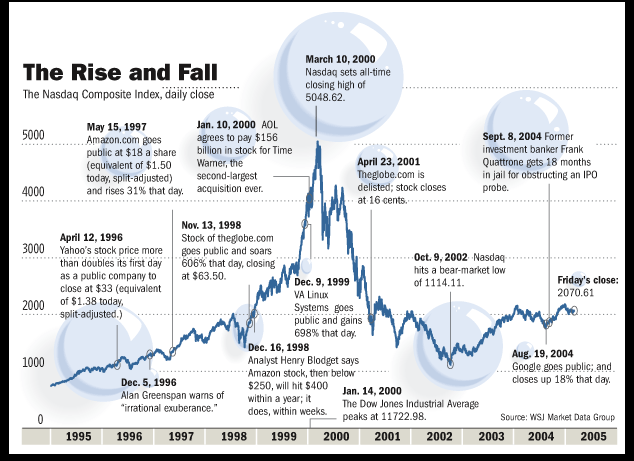 The Rise and Fall
The Nasdaq Composite Index, daily close
March 10, 2000
Nasdaq sets all-time
closing high of
5048.62.
May 15, 1997
Amazon.com goes
public at $18 a share
(equivalent of $1.50
today, split-adjusted)
and rises 31% that day.
Jan. 10, 2000 AOL
agrees to pay $156
billion in stock for Time
Warner, the
second-largest
acquisition ever.
April 23, 2001
Theglobe.com is
delisted; stock closes
at 16 cents.
Sept. 8, 2004 Former
investment banker Frank
Quattrone gets 18 months
in jail for obstructing an IPO
probe.
April 12, 1996
Yahoo's stock price more
than doubles its first day
as a public company to
close at $33 (equivalent
of $1.38 today,
split-adjusted.)
Nov. 13, 1998
Stock of theglobe.com
goes public and soars
606% that day, closing
at $63.50.
Oct. 9, 2002 Nasdaq
hits a bear-market low
of 1114.11.
Dec. 9, 1999
VA Linux
Systems goes
public and gains
698% that day.
Friday's close:
2070.61
Dec. 5, 1996
Alan Greenspan warns of
"irrational exuberance."
Dec. 16, 1998
Analyst Henry Blodget says
Amazon stock, then below
$250, will hit $400
within a year; it
does, within weeks.
Aug. 19, 2004
Google goes public; and
closes up 18% that day.
Jan. 14, 2000
The Dow Jones Industrial Average
peaks at 11722.98.
Source: WSJ Market Data Group
5000
4000
3000
2000
1000
0
1995 1996 1997 1998 1999 2000 2001 2002 2003 2004 2005